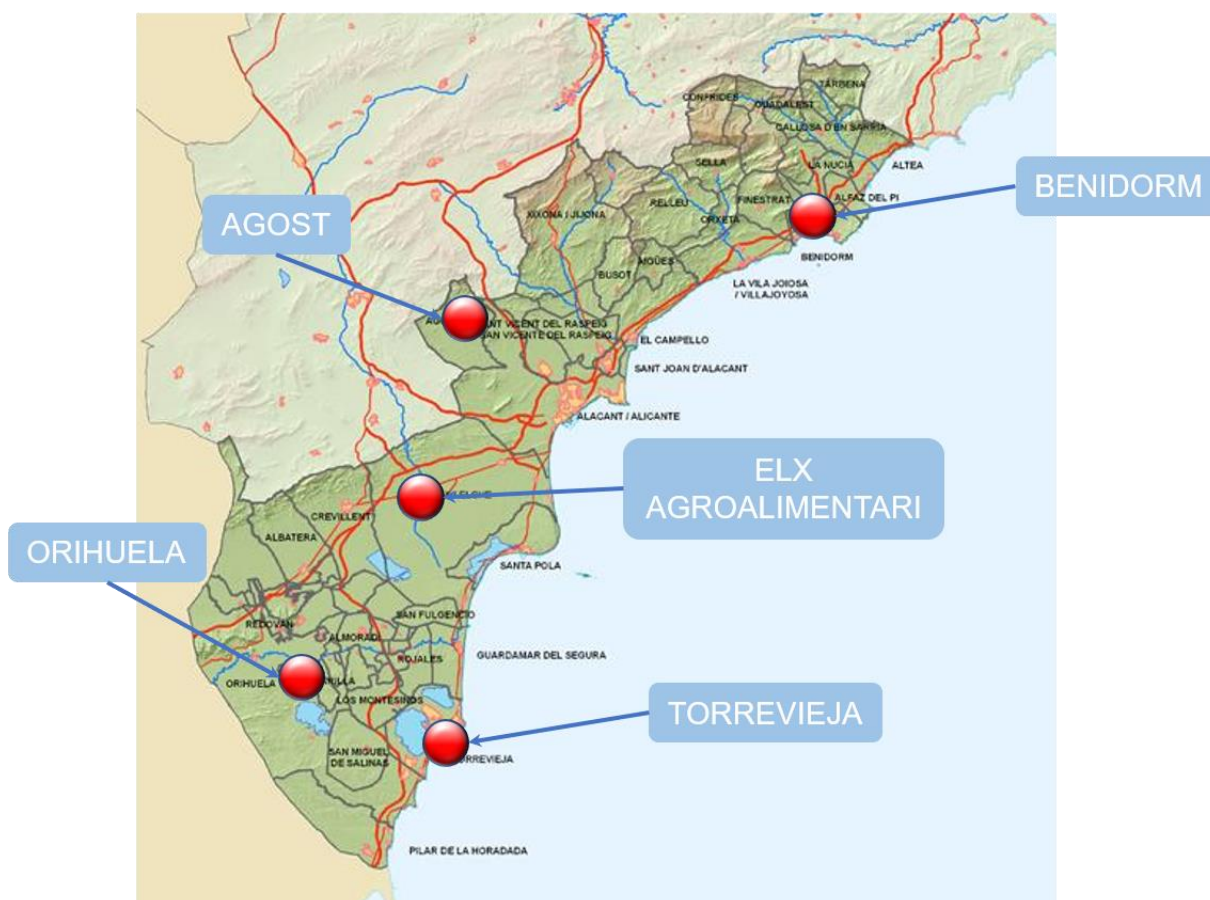 TÁRBENA
CONFRIDES
GUADALEST
CALLOSA D'EN SARRIÀ
SELLA
LA NUCIA
ALTEA
BENIDORM
RELLEU
FINESTRAT
ALFAZ DEL PI
AGOST
XIXONA / JIJONA
ORXETA
BENIDORM
BUSOT
LA VILA JOIOSA
/ VILLAJOYOSA
SANT VICENT DEL RASPEIG
SAN VICENTE DEL RASPEIG
EL CAMPELLO
SANT JOAN D'ALACANT
ALACANT / ALICANTE
ELX
AGROALIMENTARI
CREVILLENT
ALBATERA
ORIHUELA
SANTA POLA
SAN FULGENCIO
REDOVÁN
ALMORADÍ
ROJALES
GUARDAMAR DEL SEGURA
ORIHUELA
LOS MONTESINOS
TORREVIEJA
SAN MIGUEL
DE SALINAS
TORREVIEJA
PILAR DE LA HORADADA